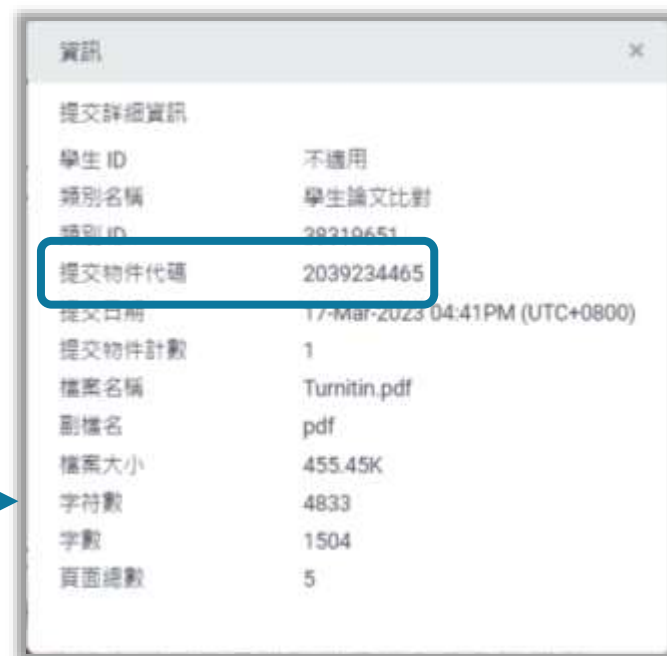 資訊 ×
提交詳細資訊
學生 ID 不適用
類別名稱 學生論文比對
類別 ID 38319651
提交物件代碼 2039234465
提交日期 17-Mar-2023 04:41PM (UTC+0800)
提交物件計數 1
檔案名稱 Turnitin.pdf
副檔名 pdf
檔案大小 455.45K
字符數 4833
字數 1504
頁面總數 5